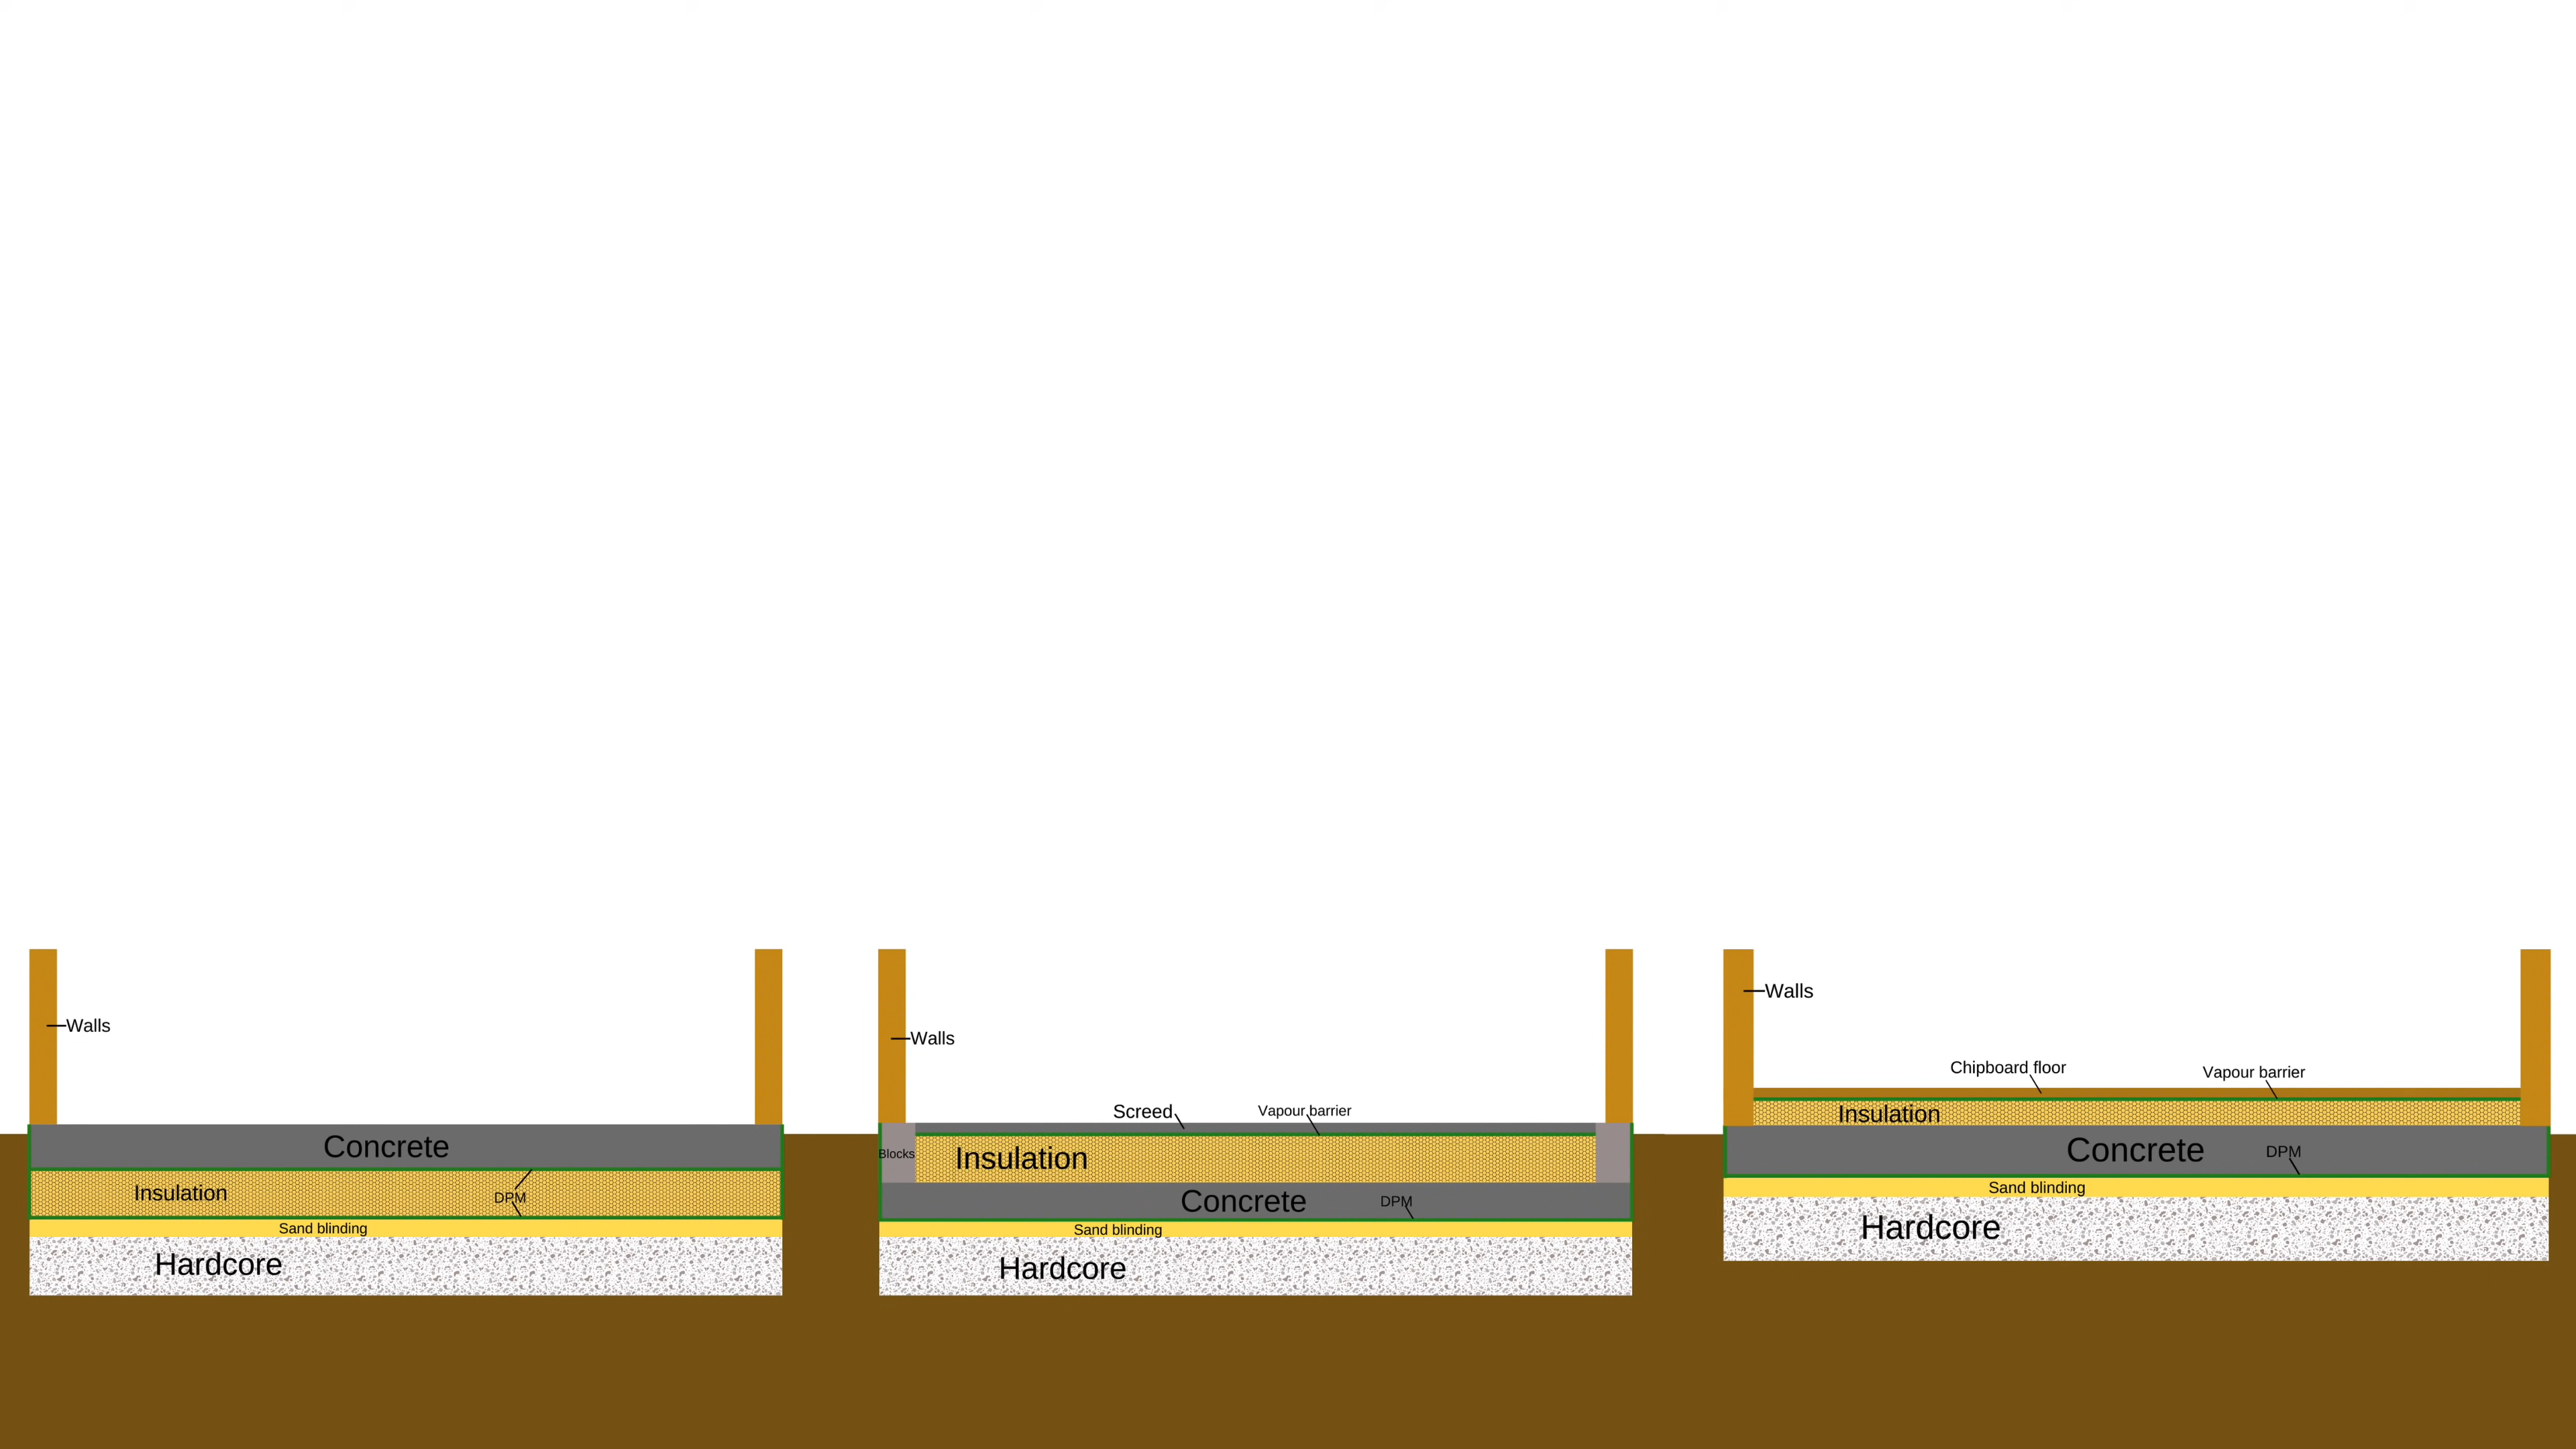 Walls
Concrete
Insulation
DPM
Sand blinding
Hardcore
Walls
Screed
Vapour barrier
Blocks
Insulation
Concrete
DPM
Sand blinding
Hardcore
Walls
Chipboard floor
Vapour barrier
Insulation
Concrete
DPM
Sand blinding
Hardcore